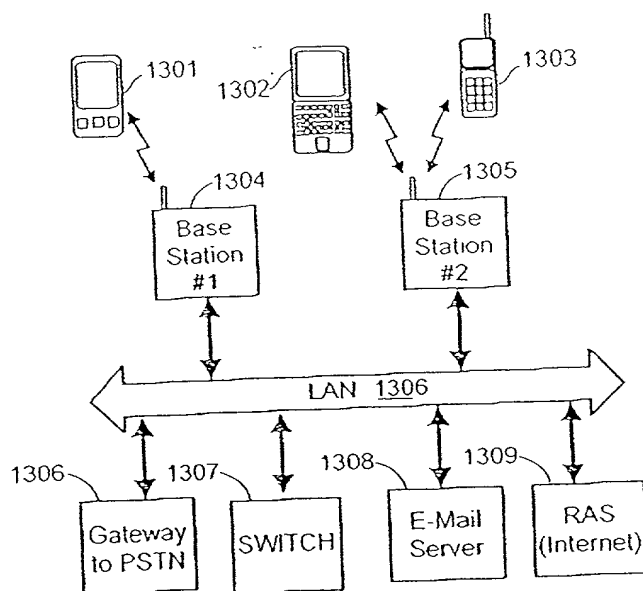 1301
1302
1303
1304
1305
Base
Station
#1
Base
Station
#2
LAN 1306
1306
1307
1308
1309
Gateway
to PSTN
SWITCH
E-Mail
Server
RAS
(Internet)